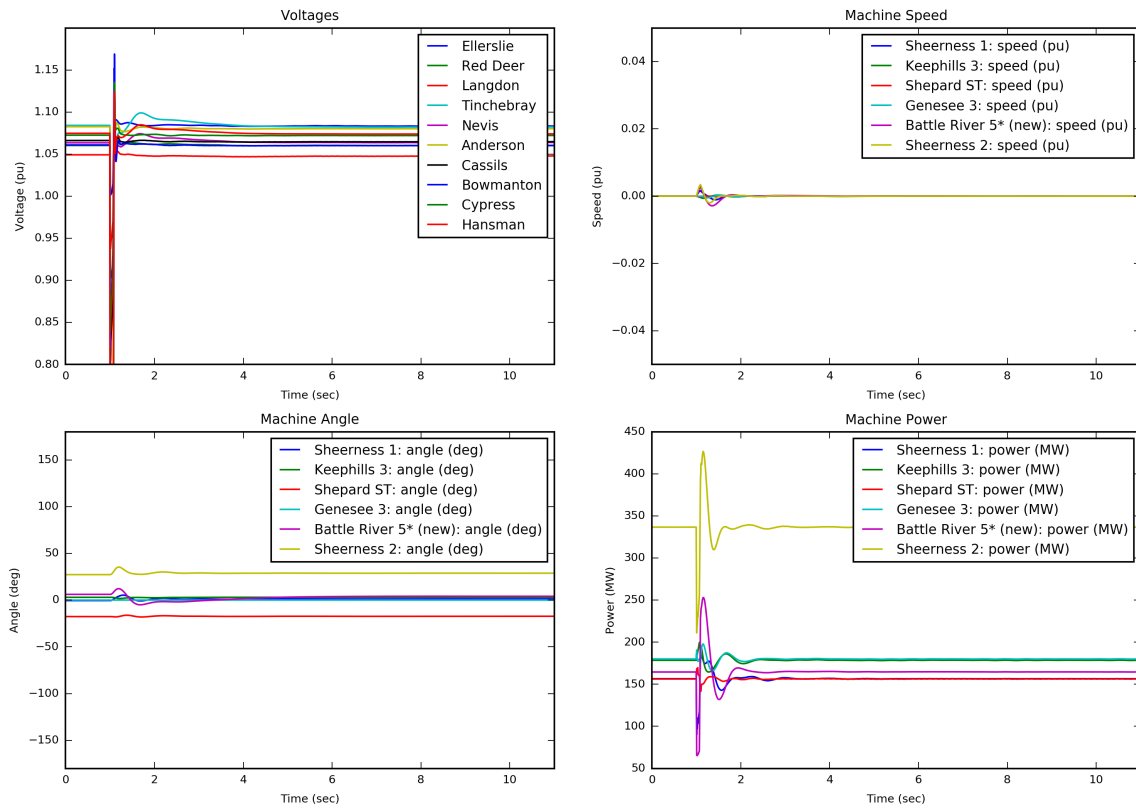 Voltages
1.15
1.10
1.05
1.00
0.95
0.90
0.85
0.80
Voltage (pu)
0 2 4 6 8 10
Time (sec)
Ellerslie
Red Deer
Langdon
Tinchebray
Nevis
Anderson
Cassils
Bowmanton
Cypress
Hansman
Machine Speed
0.04
0.02
0.00
−0.02
−0.04
Speed (pu)
0 2 4 6 8 10
Time (sec)
Sheerness 1: speed (pu)
Keephills 3: speed (pu)
Shepard ST: speed (pu)
Genesee 3: speed (pu)
Battle River 5* (new): speed (pu)
Sheerness 2: speed (pu)
Machine Angle
150
100
50
0
−50
−100
−150
Angle (deg)
0 2 4 6 8 10
Time (sec)
Sheerness 1: angle (deg)
Keephills 3: angle (deg)
Shepard ST: angle (deg)
Genesee 3: angle (deg)
Battle River 5* (new): angle (deg)
Sheerness 2: angle (deg)
Machine Power
450
400
350
300
250
200
150
100
50
Power (MW)
0 2 4 6 8 10
Time (sec)
Sheerness 1: power (MW)
Keephills 3: power (MW)
Shepard ST: power (MW)
Genesee 3: power (MW)
Battle River 5* (new): power (MW)
Sheerness 2: power (MW)